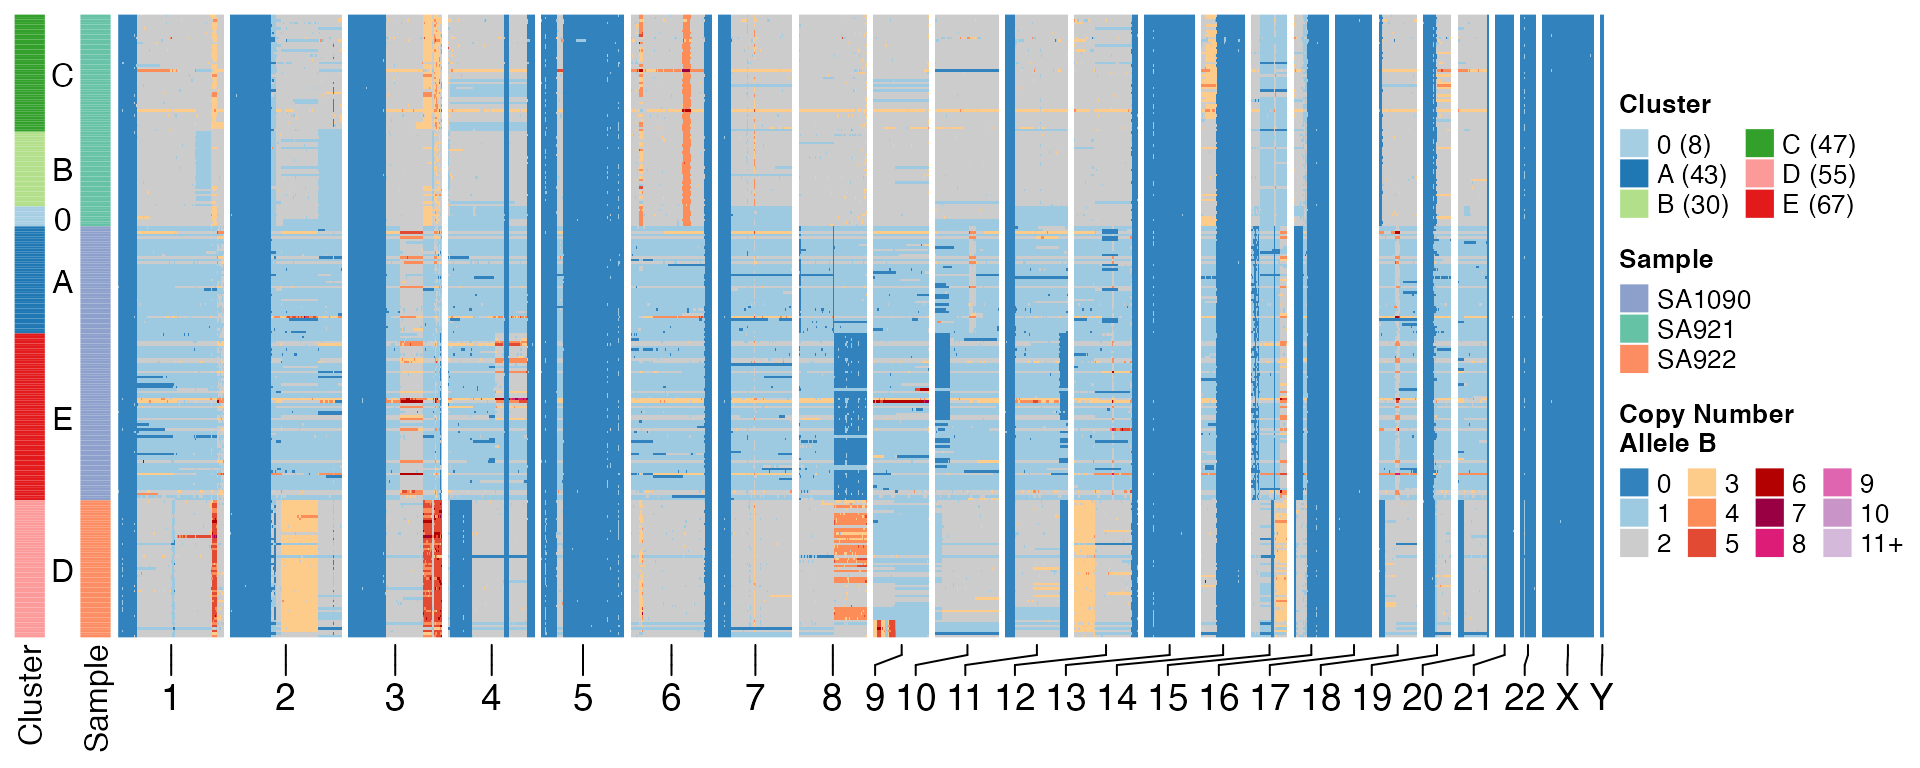 C
B
0
A
E
D
Cluster
Sample
1 2 3 4 5 6 7 8 9 10 11 12 13 14 15 16 17 18 19 20 21 22 X Y
Cluster
0 (8) C (47)
A (43) D (55)
B (30) E (67)
Sample
SA1090
SA921
SA922
Copy Number
Allele B
0 3 6 9
1 4 7 10
2 5 8 11+